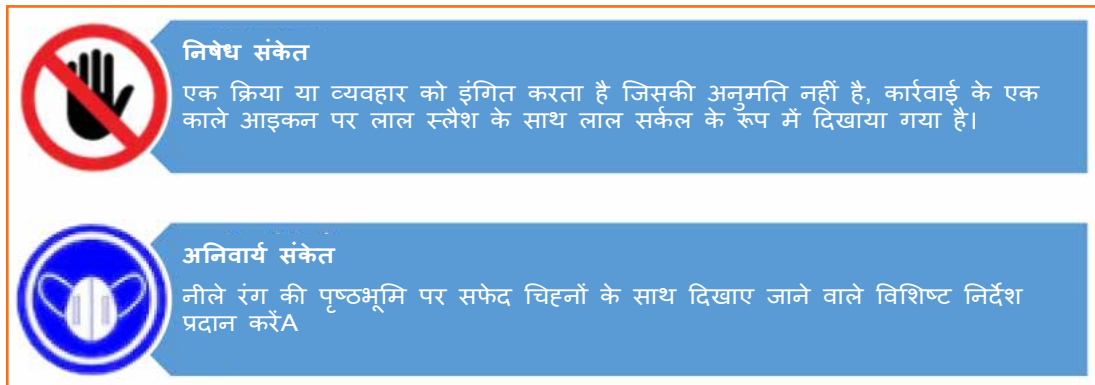 निषेध संकेत
एक क्रिया या व्यवहार को इंगित करता है जिसकी अनुमति नहीं है, कार्रवाई के एक
काले आइकन पर लाल स्लैश के साथ लाल सर्कल के रूप में दिखाया गया है।
अनिवार्य संकेत
नीले रंग की पृष्ठभूमि पर सफेद चिह्नों के साथ दिखाए जाने वाले विशिष्ट निर्देश
प्रदान करेंA